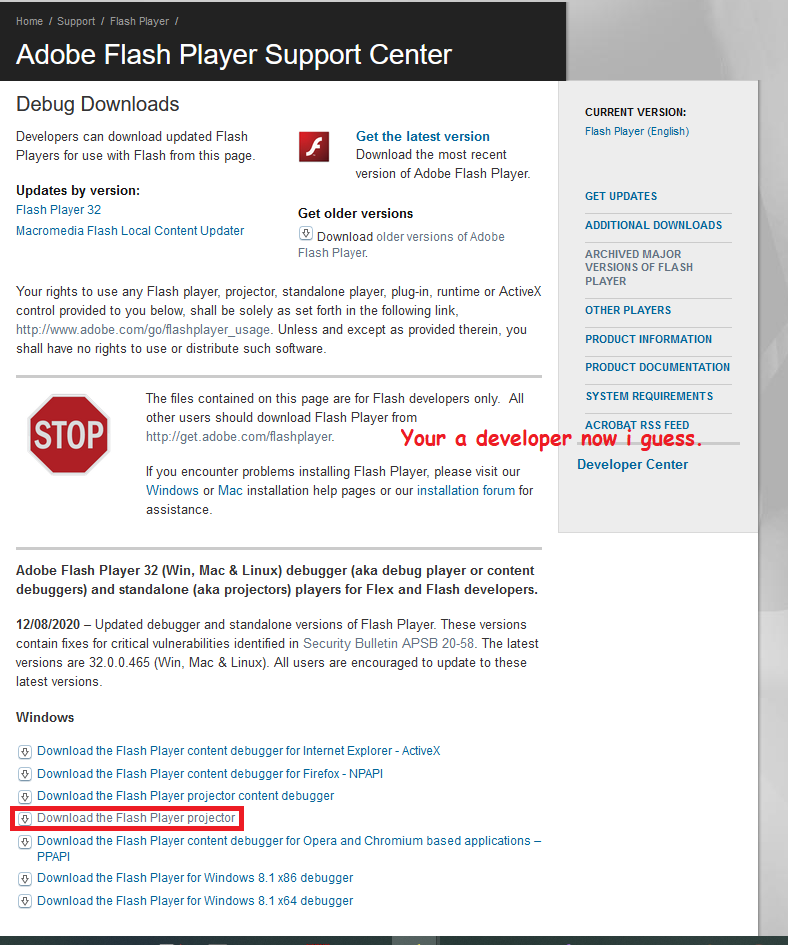 Home / Support / Flash Player /
Adobe Flash Player Support Center
Debug Downloads
Developers can download updated Flash
Players for use with Flash from this page.
Updates by version:
Flash Player 32
Macromedia Flash Local Content Updater
Get the latest version
Download the most recent
version of Adobe Flash Player.
Get older versions
Download older versions of Adobe
Flash Player.
Your rights to use any Flash player, projector, standalone player, plug-in, runtime or ActiveX
control provided to you below, shall be solely as set forth in the following link,
http://www.adobe.com/go/flashplayer_usage. Unless and except as provided therein, you
shall have no rights to use or distribute such software.
STOP
The files contained on this page are for Flash developers only. All
other users should download Flash Player from
http://get.adobe.com/flashplayer.
If you encounter problems installing Flash Player, please visit our
Windows or Mac installation help pages or our installation forum for
assistance.
Adobe Flash Player 32 (Win, Mac & Linux) debugger (aka debug player or content
debuggers) and standalone (aka projectors) players for Flex and Flash developers.
12/08/2020 – Updated debugger and standalone versions of Flash Player. These versions
contain fixes for critical vulnerabilities identified in Security Bulletin APSB 20-58. The latest
versions are 32.0.0.465 (Win, Mac & Linux). All users are encouraged to update to these
latest versions.
Windows
Download the Flash Player content debugger for Internet Explorer - ActiveX
Download the Flash Player content debugger for Firefox - NPAPI
Download the Flash Player projector content debugger
Download the Flash Player projector
Download the Flash Player content debugger for Opera and Chromium based applications –
PPAPI
Download the Flash Player for Windows 8.1 x86 debugger
Download the Flash Player for Windows 8.1 x64 debugger
CURRENT VERSION:
Flash Player (English)
GET UPDATES
ADDITIONAL DOWNLOADS
ARCHIVED MAJOR
VERSIONS OF FLASH
PLAYER
OTHER PLAYERS
PRODUCT INFORMATION
PRODUCT DOCUMENTATION
SYSTEM REQUIREMENTS
ACROBAT RSS FEED
Your a developer now i guess.
Developer Center